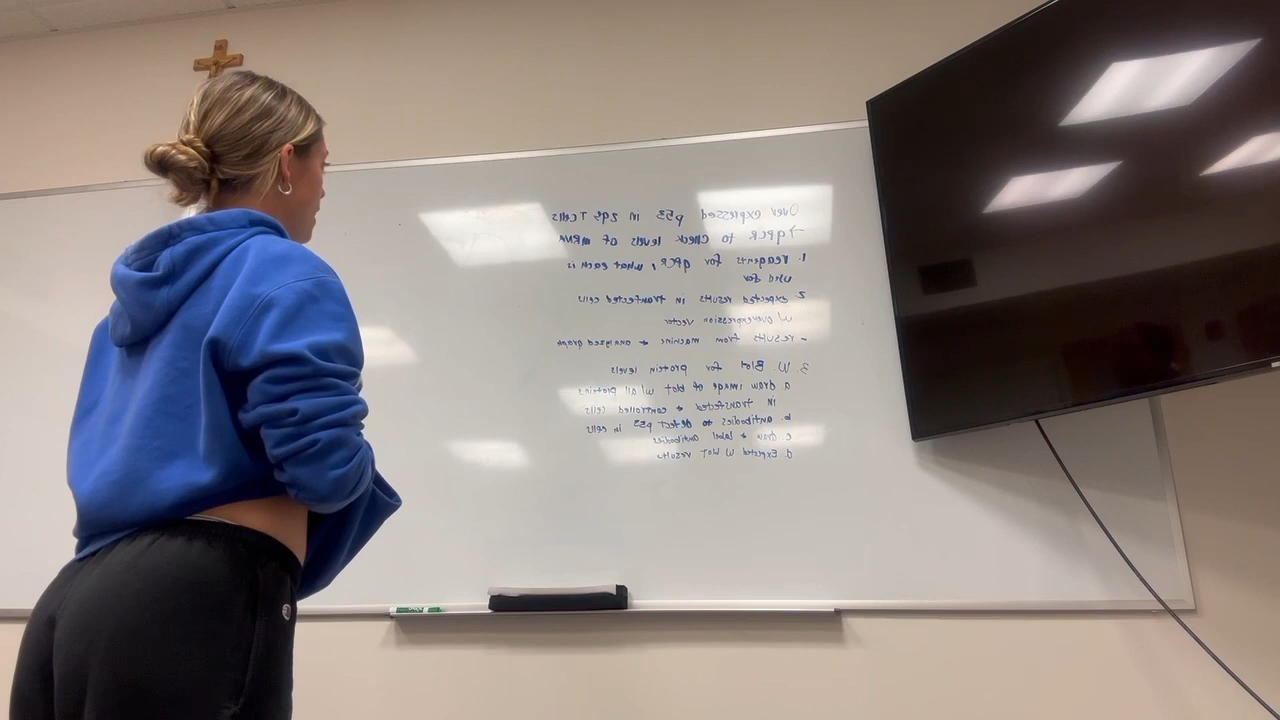 Over expressed p53 in 293 T cells
→ qPCR to check levels of mRNA
1. reagents for qPCR, what each is
used for
2. expected results in transfected cells
w/ overexpression vector
- results from machine + analyzed graph
3. W. Blot for protein levels
a draw image of blot w/ all proteins
in transfected + controlled cells
b. antibodies to detect p53 in cells
c. draw + label antibodies
d. Expected W blot results